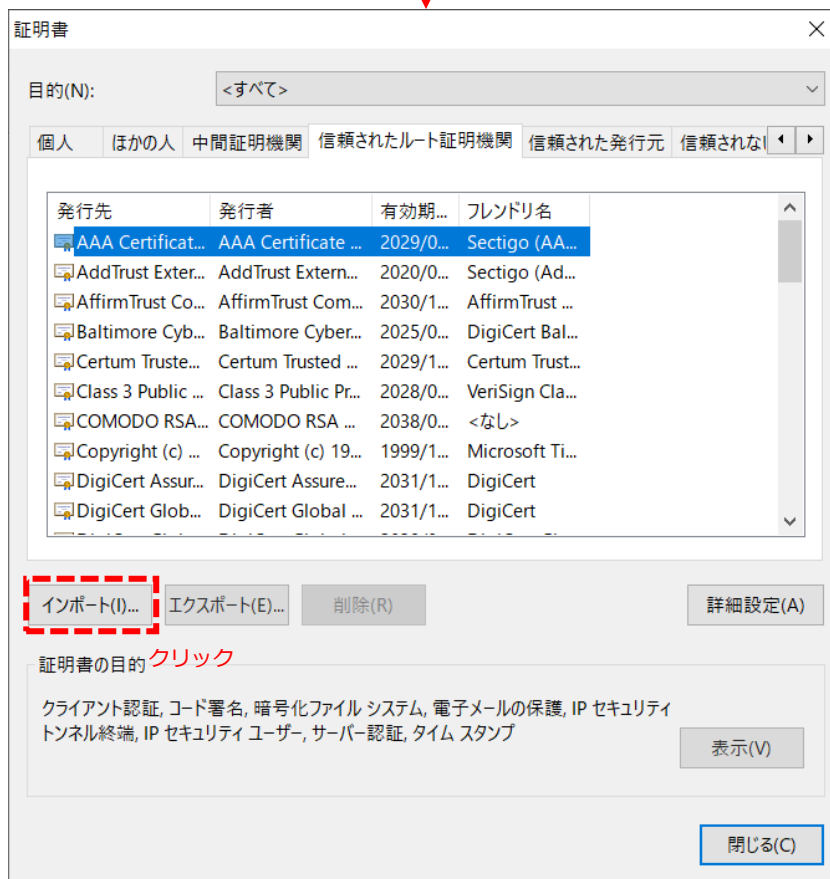 証明書
目的(N):
<すべて>
個人 ほかの人 中間証明機関 信頼されたルート証明機関 信頼された発行元 信頼されない
発行先 発行者 有効期... フレンドリ名
AAA Certificat... AAA Certificate ... 2029/0... Sectigo (AA...
AddTrust Exter... AddTrust Extern... 2020/0... Sectigo (Ad...
AffirmTrust Co... AffirmTrust Com... 2030/1... AffirmTrust ...
Baltimore Cyb... Baltimore Cyber... 2025/0... DigiCert Bal...
Certum Truste... Certum Trusted ... 2029/1... Certum Trust...
Class 3 Public ... Class 3 Public Pr... 2028/0... VeriSign Cla...
COMODO RSA... COMODO RSA ... 2038/0... <なし>
Copyright (c) ... Copyright (c) 19... 1999/1... Microsoft Ti...
DigiCert Assur... DigiCert Assure... 2031/1... DigiCert
DigiCert Glob... DigiCert Global ... 2031/1... DigiCert
インポート(I)... エクスポート(E)... 削除(R) 詳細設定(A)
クリック
証明書の目的
クライアント認証, コード署名, 暗号化ファイル システム, 電子メールの保護, IP セキュリティ
トンネル終端, IP セキュリティ ユーザー, サーバー認証, タイム スタンプ
表示(V)
閉じる(C)